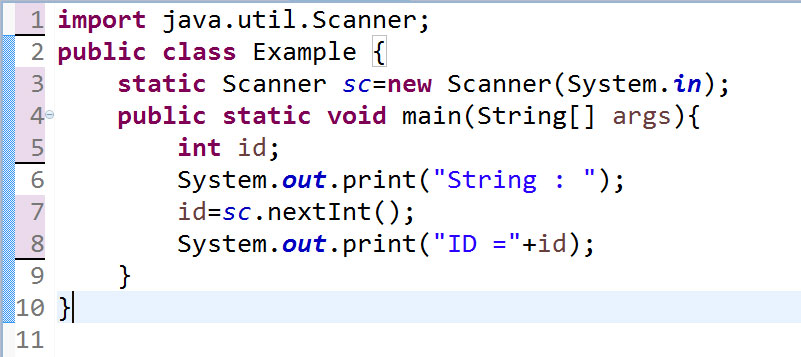 1 import java.util.Scanner;
2 public class Example {
3     static Scanner sc=new Scanner(System.in);
4     public static void main(String[] args){
5         int id;
6         System.out.print("String : ");
7         id=sc.nextInt();
8         System.out.print("ID ="+id);
9     }
10 }
11